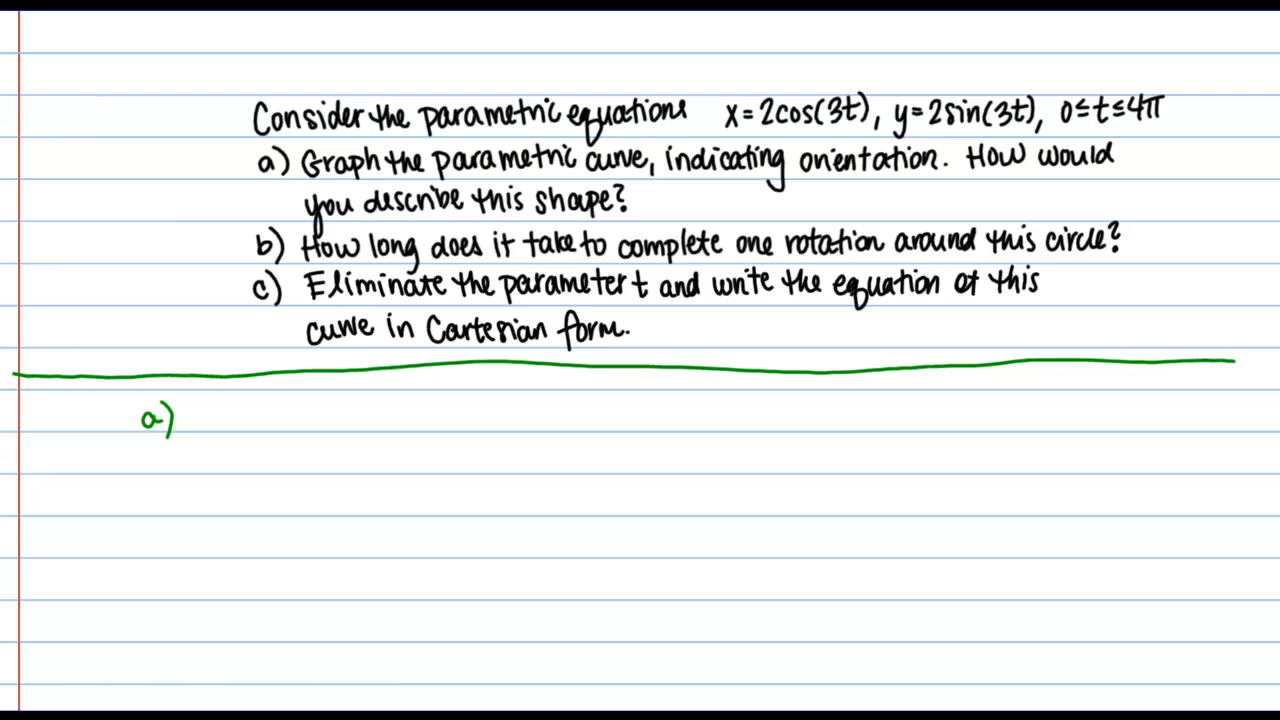 Consider the parametric equations x=2cos(3t), y=2sin(3t), 0≤t≤4π
a) Graph the parametric curve, indicating orientation. How would
you describe this shape?
b) How long does it take to complete one rotation around this circle?
c) Eliminate the parameter t and write the equation of this
curve in Cartesian form.
a)